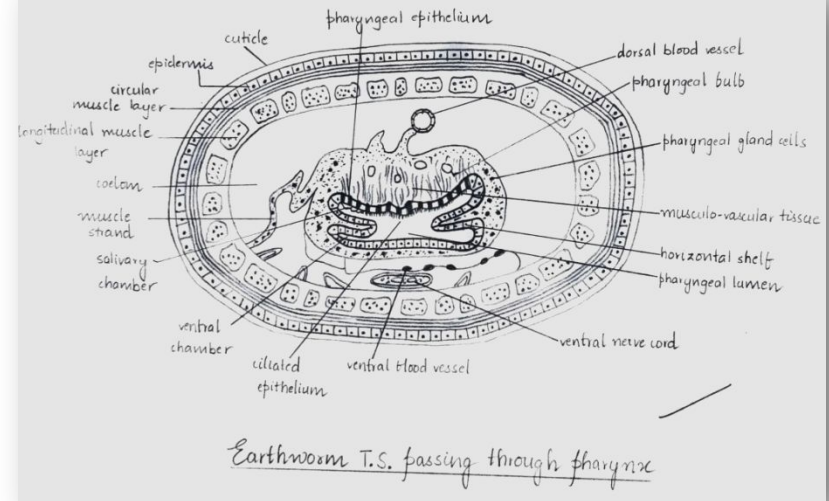 pharyngeal epithelium
cuticle
epidermis
circular
muscle layer
longitudinal muscle
layer
coelom
muscle
strand
salivary
chamber
ventral
chamber
ciliated
epithelium
ventral blood vessel
ventral nerve cord
pharyngeal lumen
horizontal shelf
musculo-vascular tissue
pharyngeal gland cells
pharyngeal bulb
dorsal blood vessel
Earthworm T.S. passing through pharynx